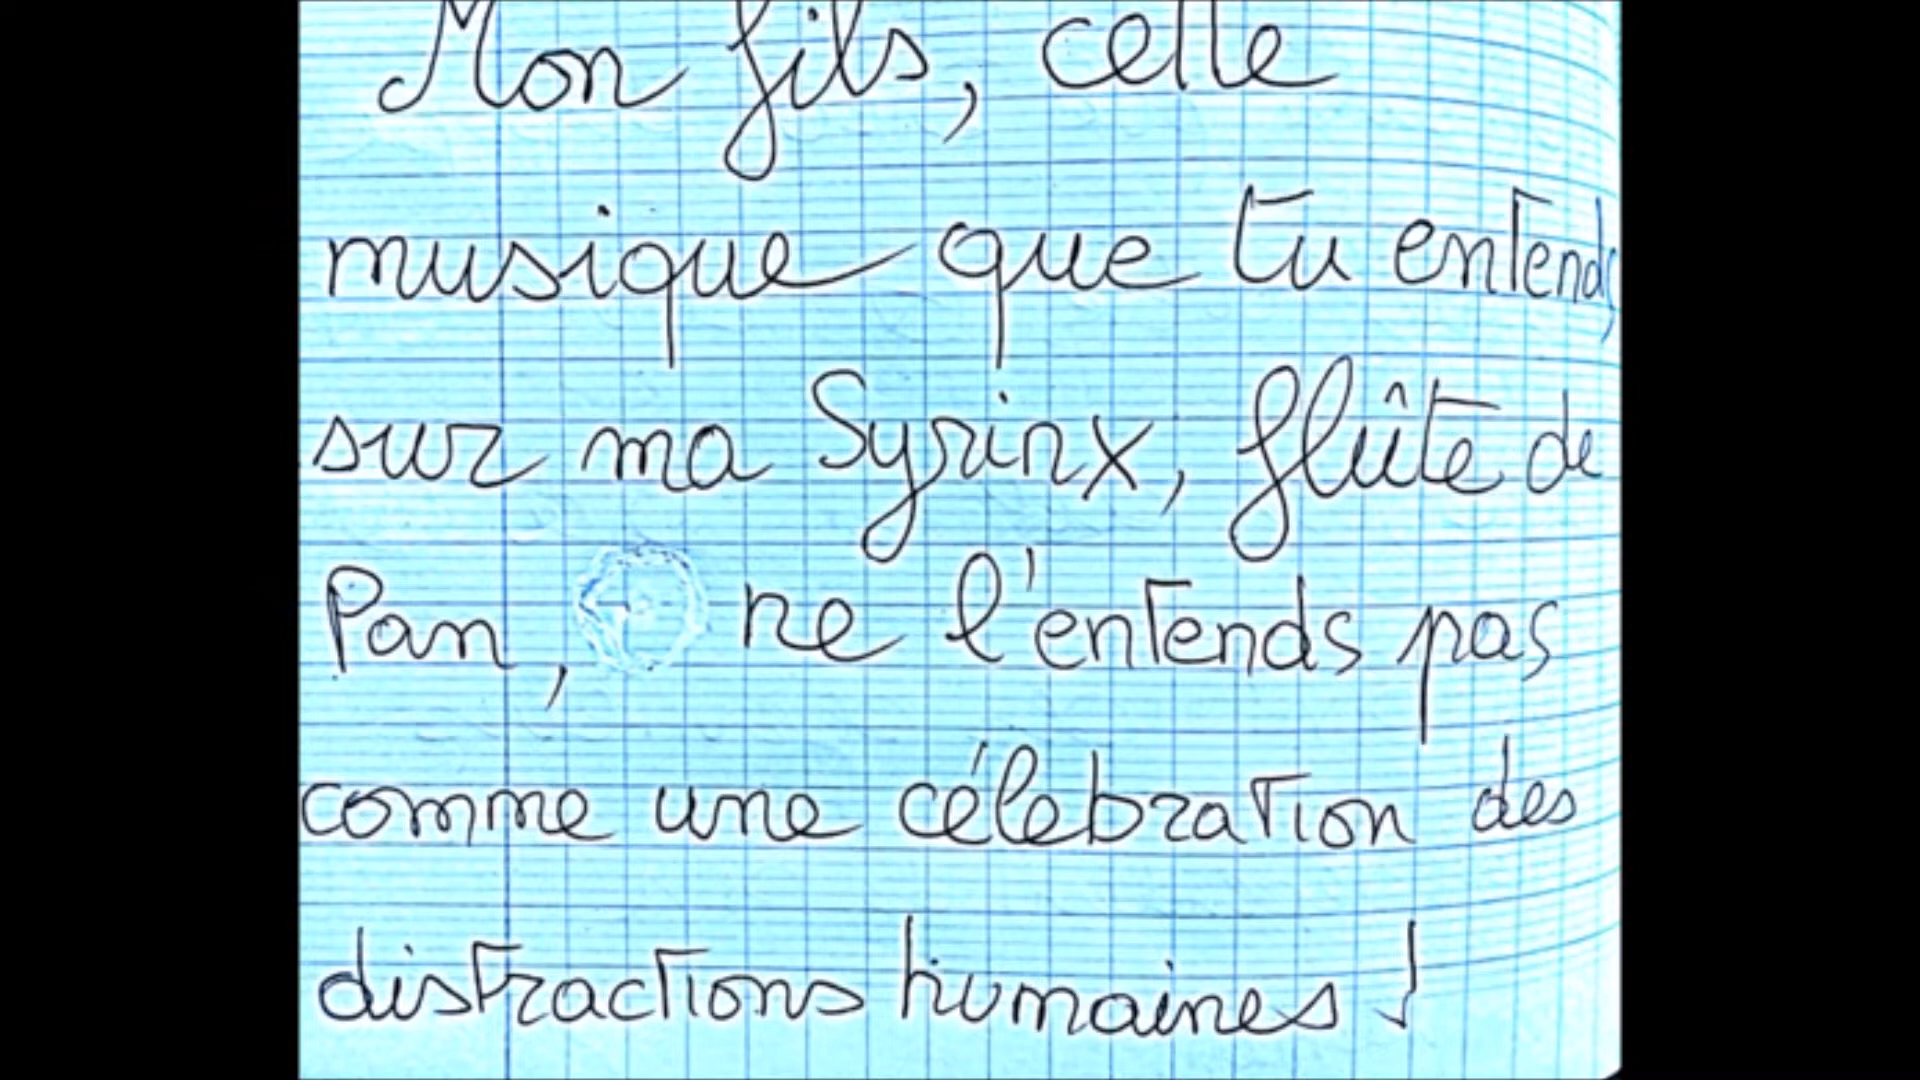 Mon fils, cette
musique que tu entends
sur ma Syrinx, flûte de
Pan, ne l'entends pas
comme une célébration des
distractions humaines !